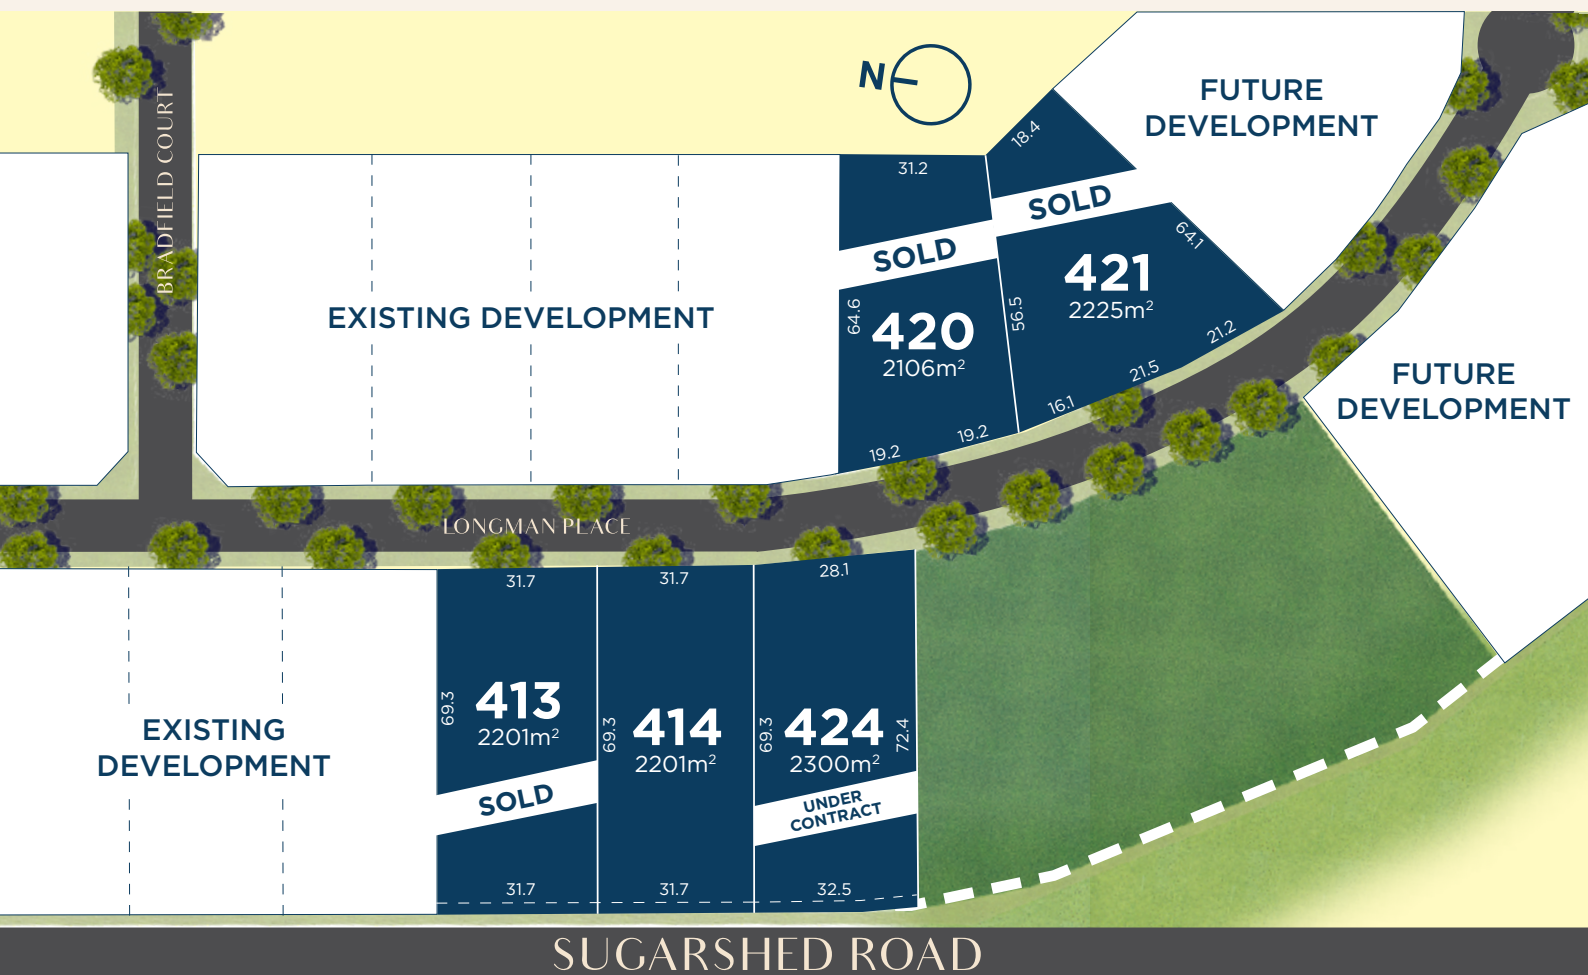 N
FUTURE
DEVELOPMENT
BRADFIELD COURT
18.4
31.2
SOLD
SOLD
64.1
421
2225m²
EXISTING DEVELOPMENT
64.6
420
2106m²
56.5
21.2
21.5
16.1
19.2
19.2
FUTURE
DEVELOPMENT
LONGMAN PLACE
31.7
31.7
28.1
69.3
413
2201m²
69.3
414
2201m²
69.3
424
2300m²
72.4
EXISTING
DEVELOPMENT
SOLD
UNDER
CONTRACT
31.7
31.7
32.5
SUGARSHED ROAD